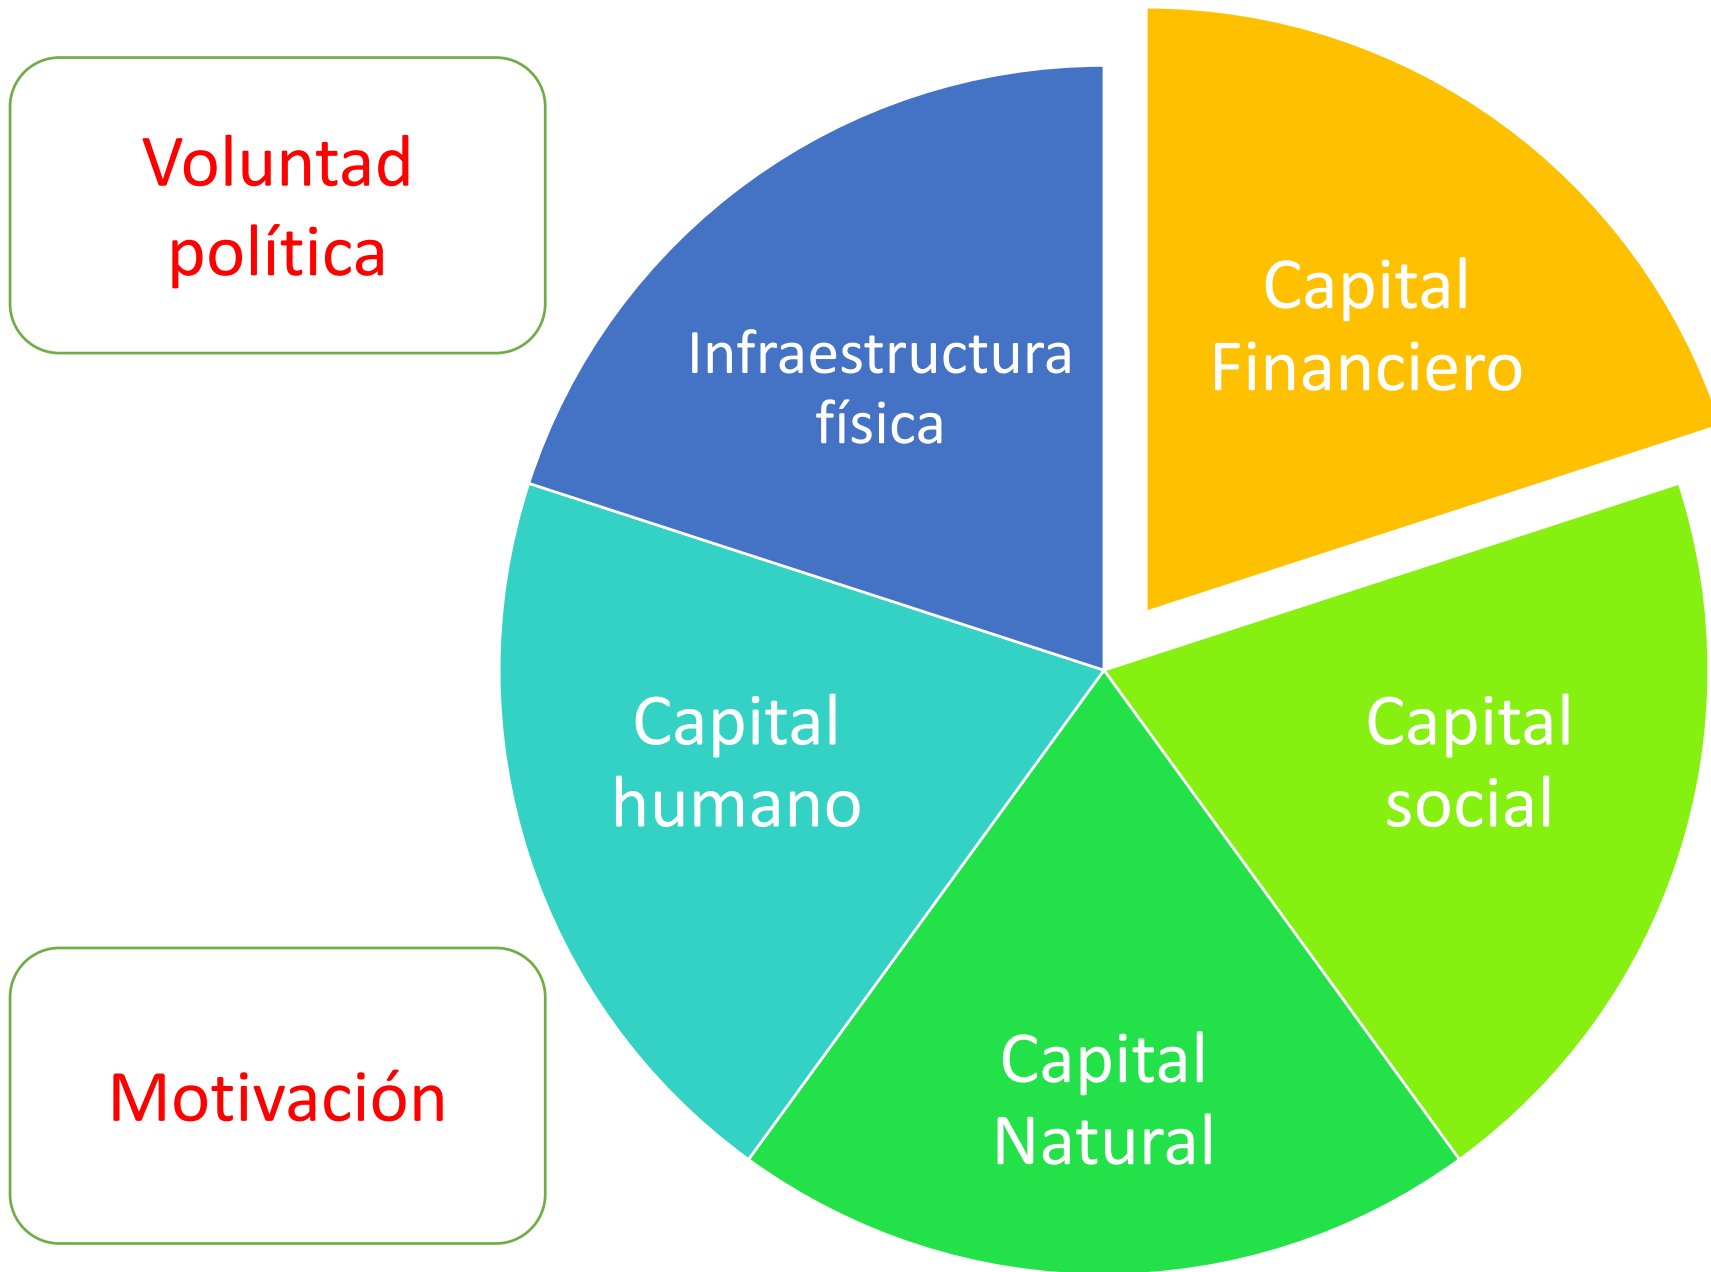 Voluntad
política
Infraestructura
física
Capital
Financiero
Capital
humano
Capital
social
Capital
Natural
Motivación